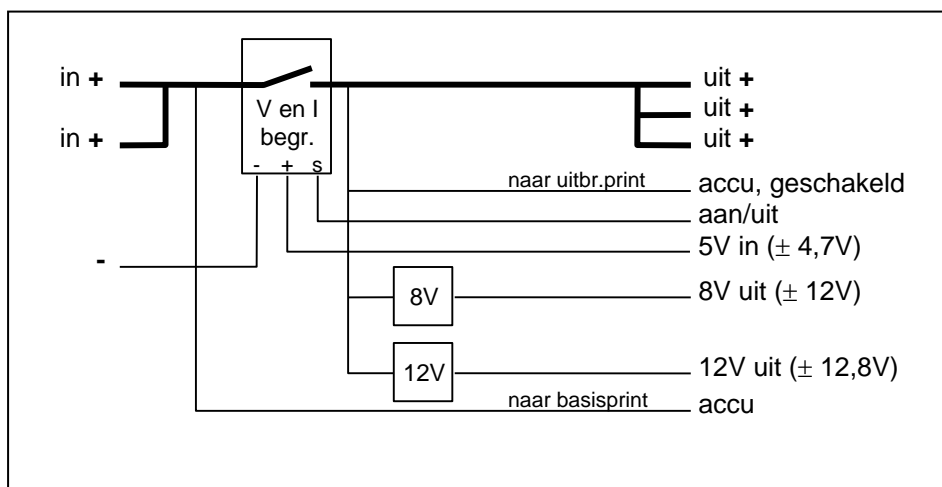 in + uit +
V en I uit +
in + begr. uit +
- + s
naar uitbr.print accu, geschakeld
aan/uit
- 5V in (± 4,7V)
8V 8V uit (± 12V)
12V 12V uit (± 12,8V)
naar basisprint accu